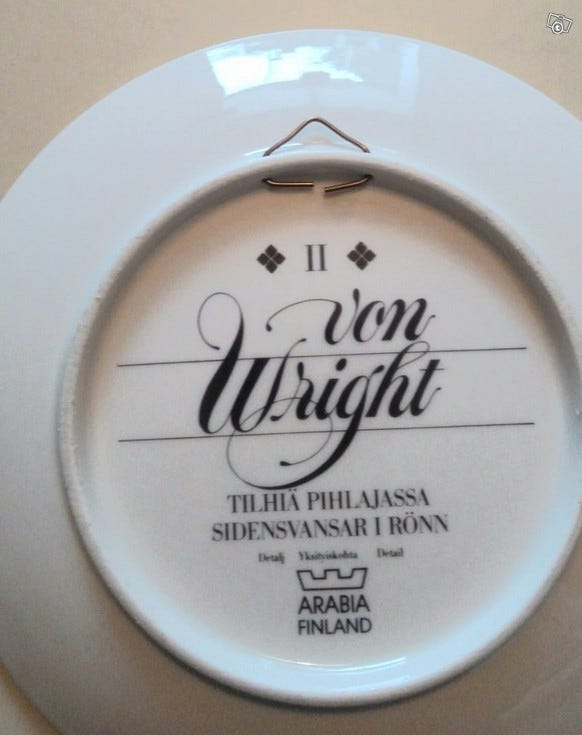 II
von
Wright
TILHIÄ PIHLAJASSA
SIDENSVANSAR I RÖNN
Detalj Yksityiskohta Detail
ARABIA
FINLAND